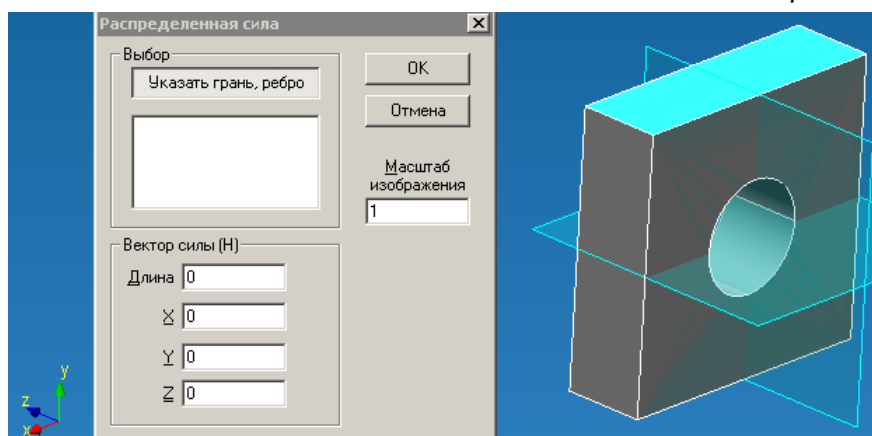 Распределенная сила
Выбор
Указать грань, ребро
OK
Отмена
Масштаб
изображения
1
Вектор силы (Н)
Длина 0
X 0
Y 0
Z 0
y
z
x